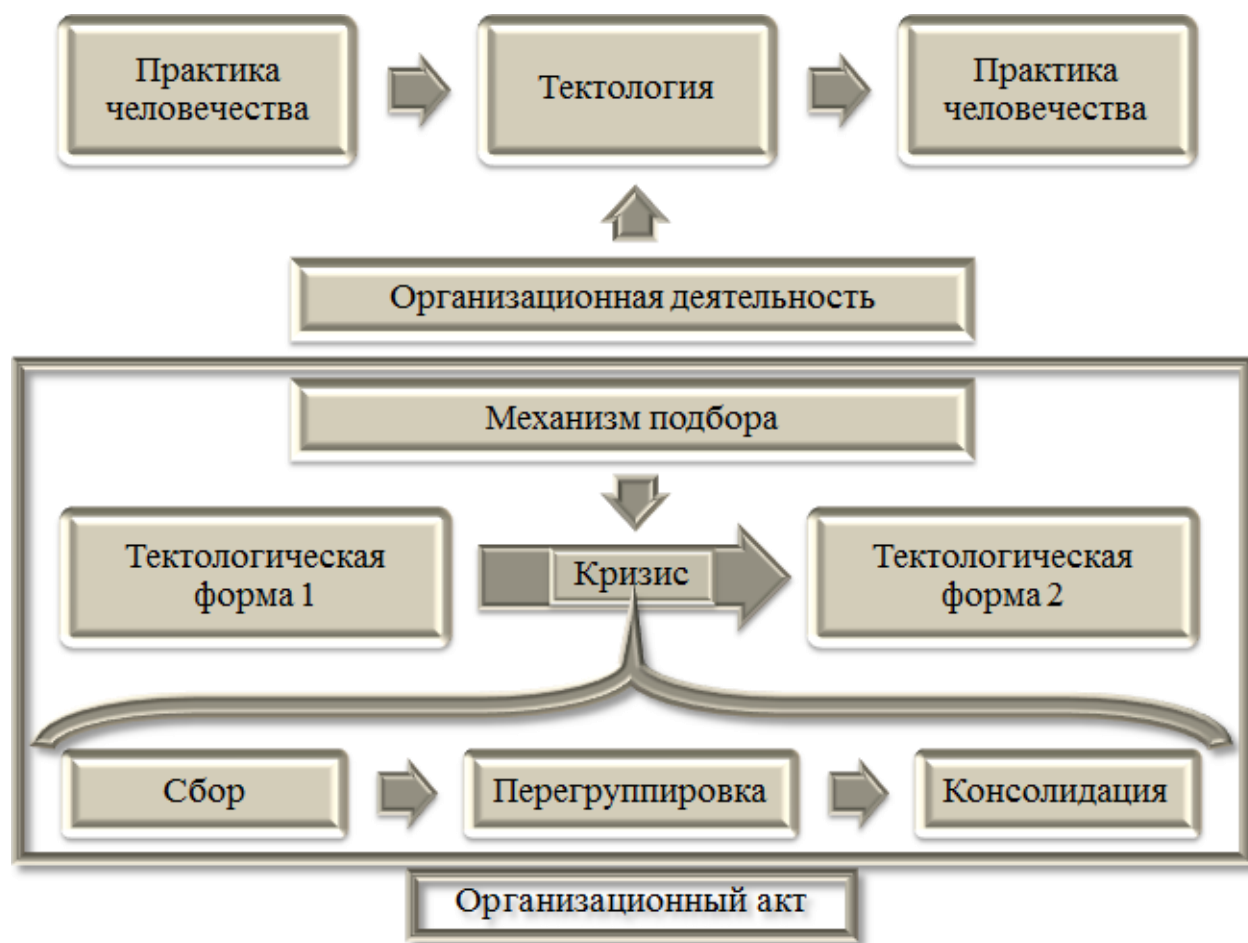 Практика
человечества
Тектология
Практика
человечества
Организационная деятельность
Механизм подбора
Тектологическая
форма 1
Кризис
Тектологическая
форма 2
Сбор
Перегруппировка
Консолидация
Организационный акт